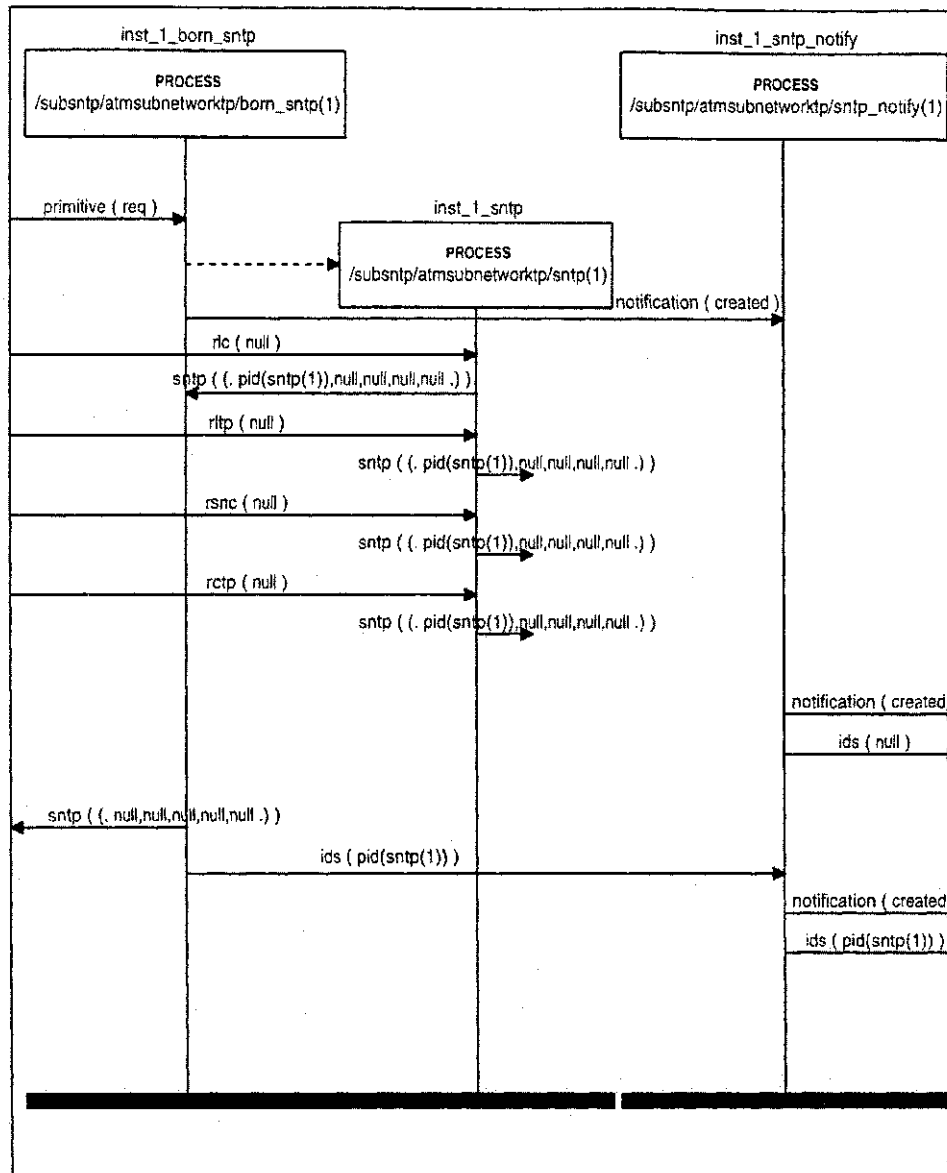 inst_1_born_sntp
inst_1_sntp_notify
PROCESS
/subsntp/atmsubnetworktp/born_sntp(1)
PROCESS
/subsntp/atmsubnetworktp/sntp_notify(1)
primitive ( req )
inst_1_sntp
PROCESS
/subsntp/atmsubnetworktp/sntp(1)
notification ( created )
rlc ( null )
sntp ( (. pid(sntp(1)),null,null,null,null .) )
rltp ( null )
sntp ( (. pid(sntp(1)),null,null,null,null .) )
rsnc ( null )
sntp ( (. pid(sntp(1)),null,null,null,null .) )
rctp ( null )
sntp ( (. pid(sntp(1)),null,null,null,null .) )
notification ( created
ids ( null )
sntp ( (. null,null,null,null,null .) )
ids ( pid(sntp(1)) )
notification ( created
ids ( pid(sntp(1)) )